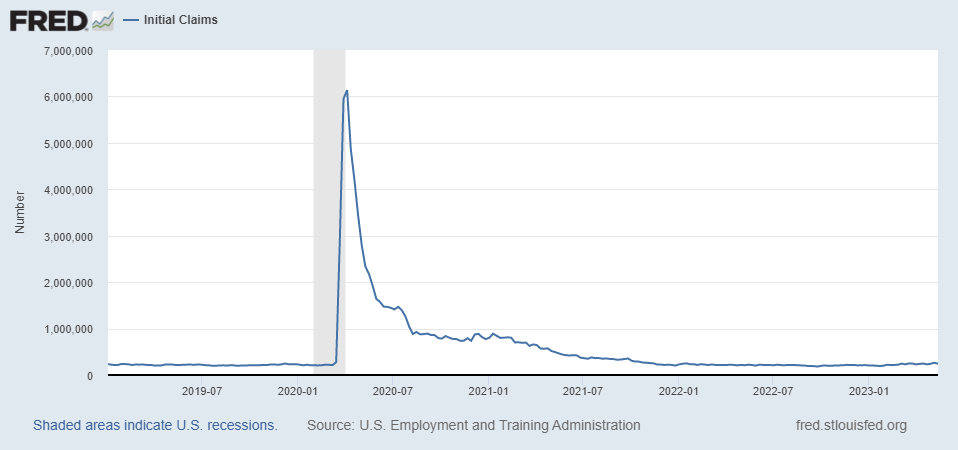 FRED
Initial Claims
7,000,000
6,000,000
5,000,000
4,000,000
3,000,000
2,000,000
1,000,000
0
Number
2019-07 2020-01 2020-07 2021-01 2021-07 2022-01 2022-07 2023-01
Shaded areas indicate U.S. recessions. Source: U.S. Employment and Training Administration fred.stlouisfed.org